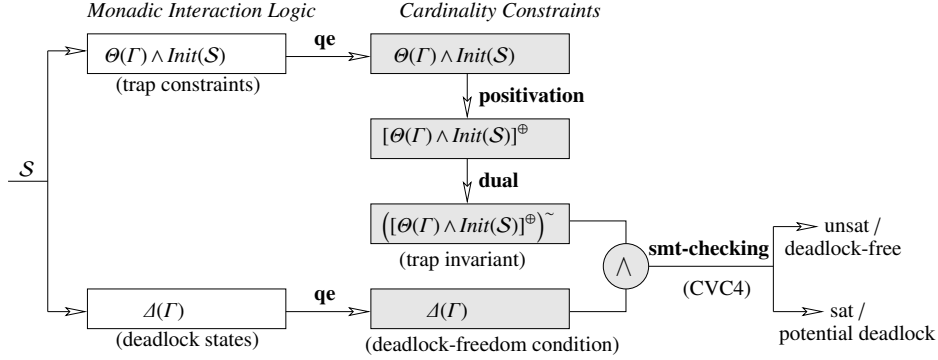 Monadic Interaction Logic
Cardinality Constraints
Θ(Γ) ∧ Init(𝒮)
qe
Θ(Γ) ∧ Init(𝒮)
(trap constraints)
positivation
[Θ(Γ) ∧ Init(𝒮)]⊕
𝒮
dual
([Θ(Γ) ∧ Init(𝒮)]⊕)~
(trap invariant)
∧
smt-checking
(CVC4)
unsat /
deadlock-free
Δ(Γ)
qe
Δ(Γ)
(deadlock states)
(deadlock-freedom condition)
sat /
potential deadlock